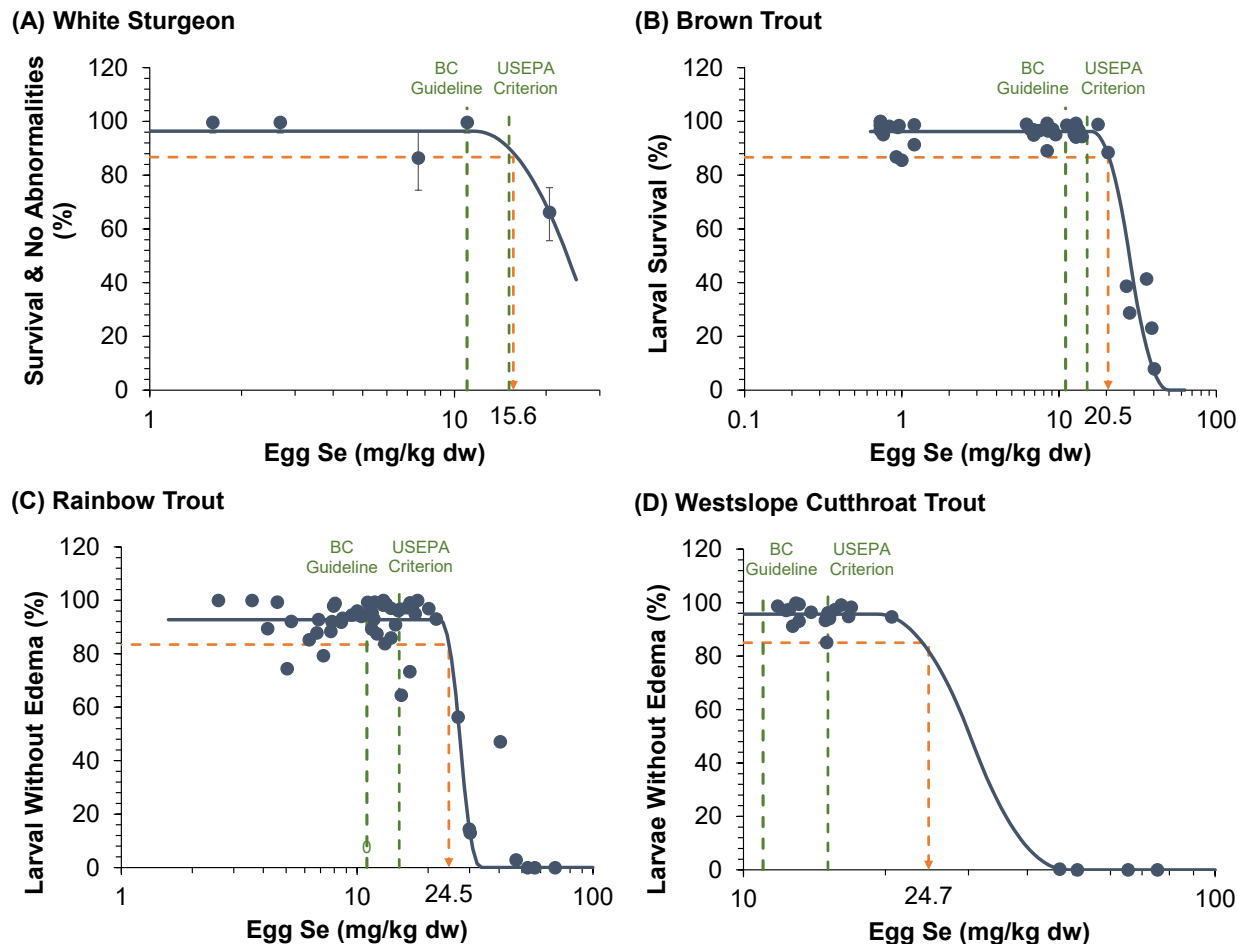 (A) White Sturgeon
BC
Guideline
USEPA
Criterion
120
100
80
60
40
20
0
Survival & No Abnormalities
(%)
1
10
15.6
Egg Se (mg/kg dw)
(B) Brown Trout
BC
Guideline
USEPA
Criterion
120
100
80
60
40
20
0
Larval Survival (%)
0.1
1
10
20.5
100
Egg Se (mg/kg dw)
(C) Rainbow Trout
BC
Guideline
USEPA
Criterion
120
100
80
60
40
20
0
0
Larval Without Edema (%)
1
10
24.5
100
Egg Se (mg/kg dw)
(D) Westslope Cutthroat Trout
BC
Guideline
USEPA
Criterion
120
100
80
60
40
20
0
Larvae Without Edema (%)
10
24.7
100
Egg Se (mg/kg dw)